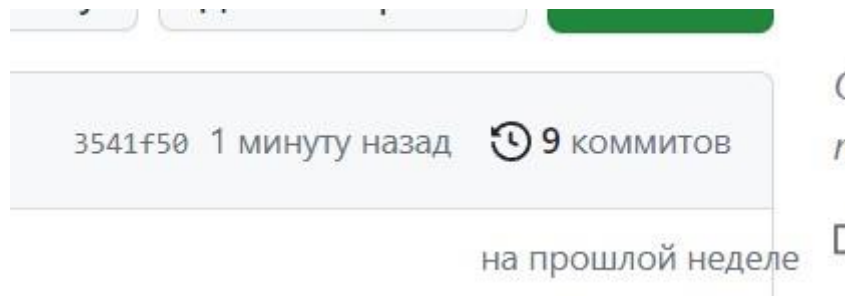 3541f50 1 минуту назад 9 коммитов
на прошлой неделе